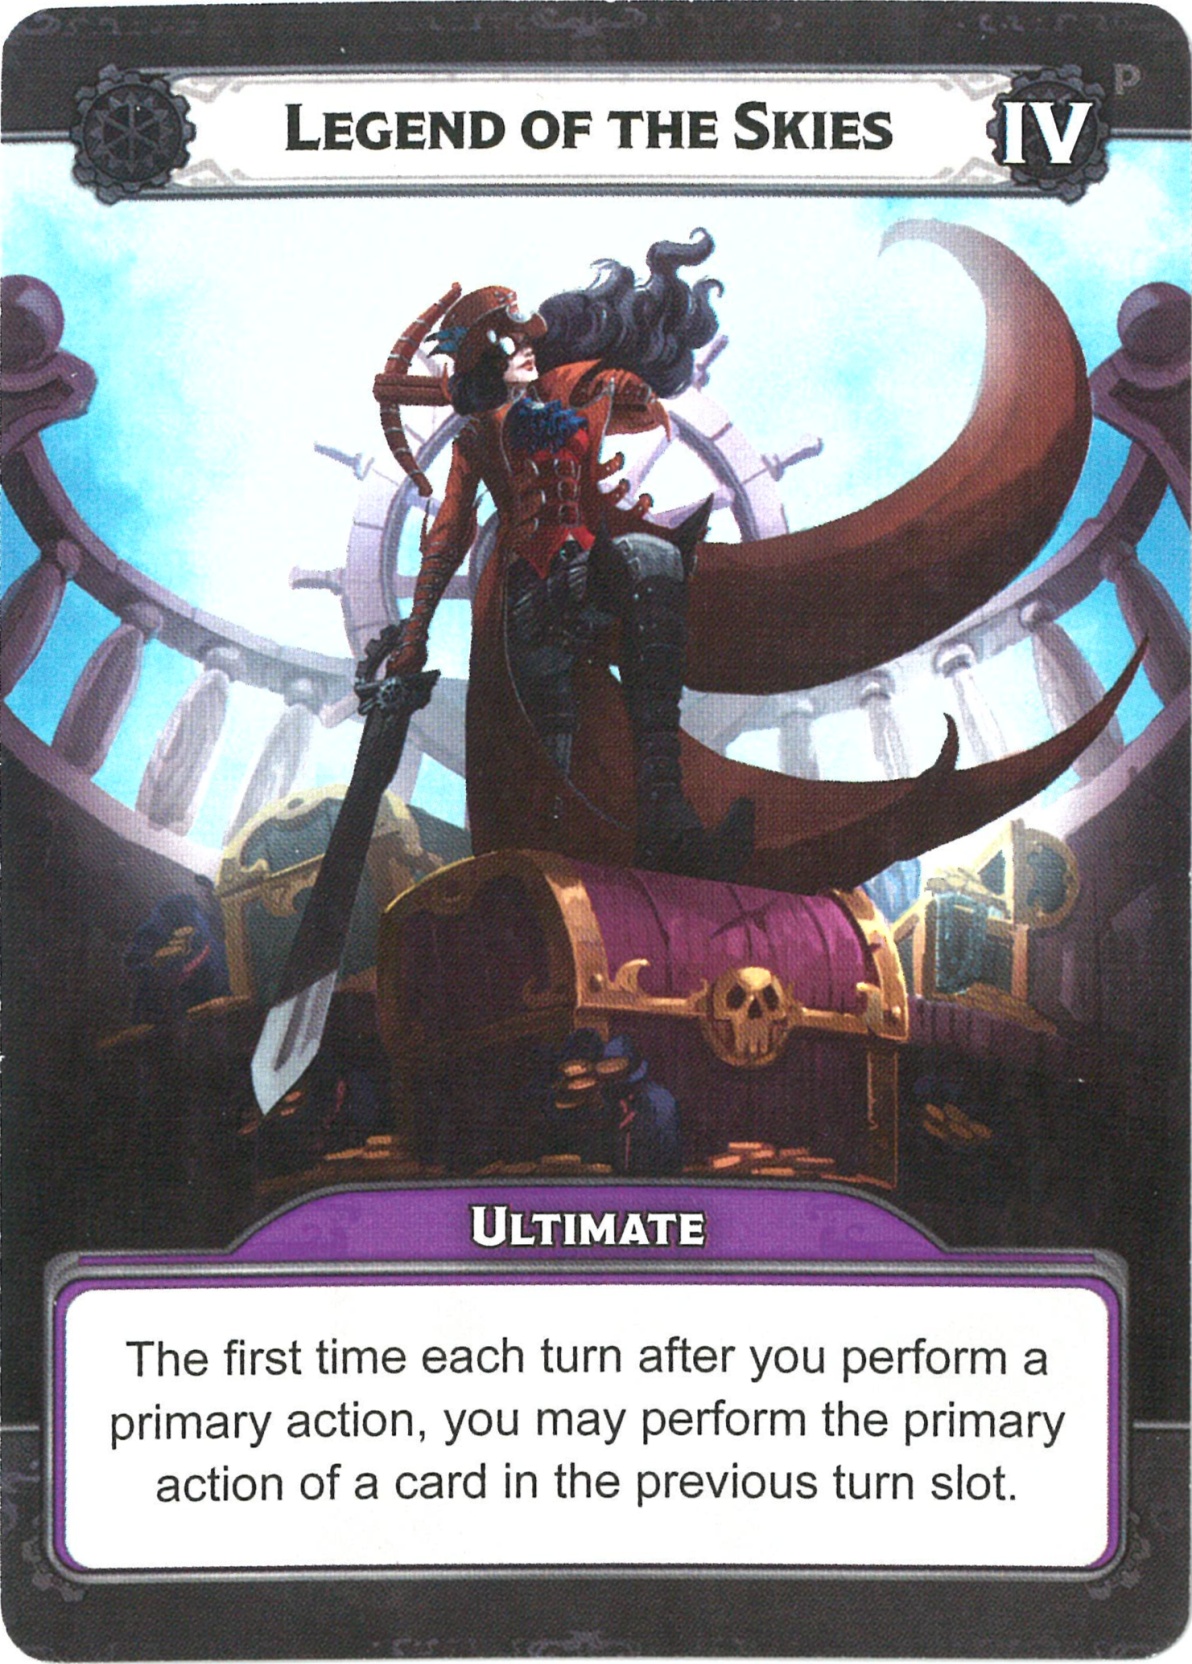 P
LEGEND OF THE SKIES
IV
ULTIMATE
The first time each turn after you perform a
primary action, you may perform the primary
action of a card in the previous turn slot.